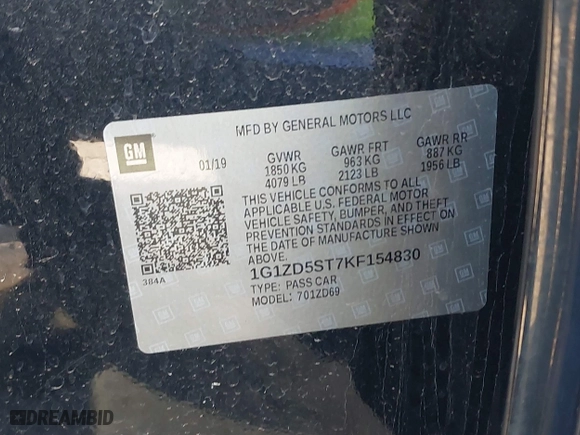 MFD BY GENERAL MOTORS LLC
GM
01/19
GVWR GAWR FRT GAWR RR
1850 KG 963 KG 887 KG
4079 LB 2123 LB 1956 LB
THIS VEHICLE CONFORMS TO ALL
APPLICABLE U.S. FEDERAL MOTOR
VEHICLE SAFETY, BUMPER, AND THEFT
PREVENTION STANDARDS IN EFFECT ON
THE DATE OF MANUFACTURE SHOWN
ABOVE.
384A
1G1ZD5ST7KF154830
TYPE: PASS CAR
MODEL: 701ZD69
DREAMBID